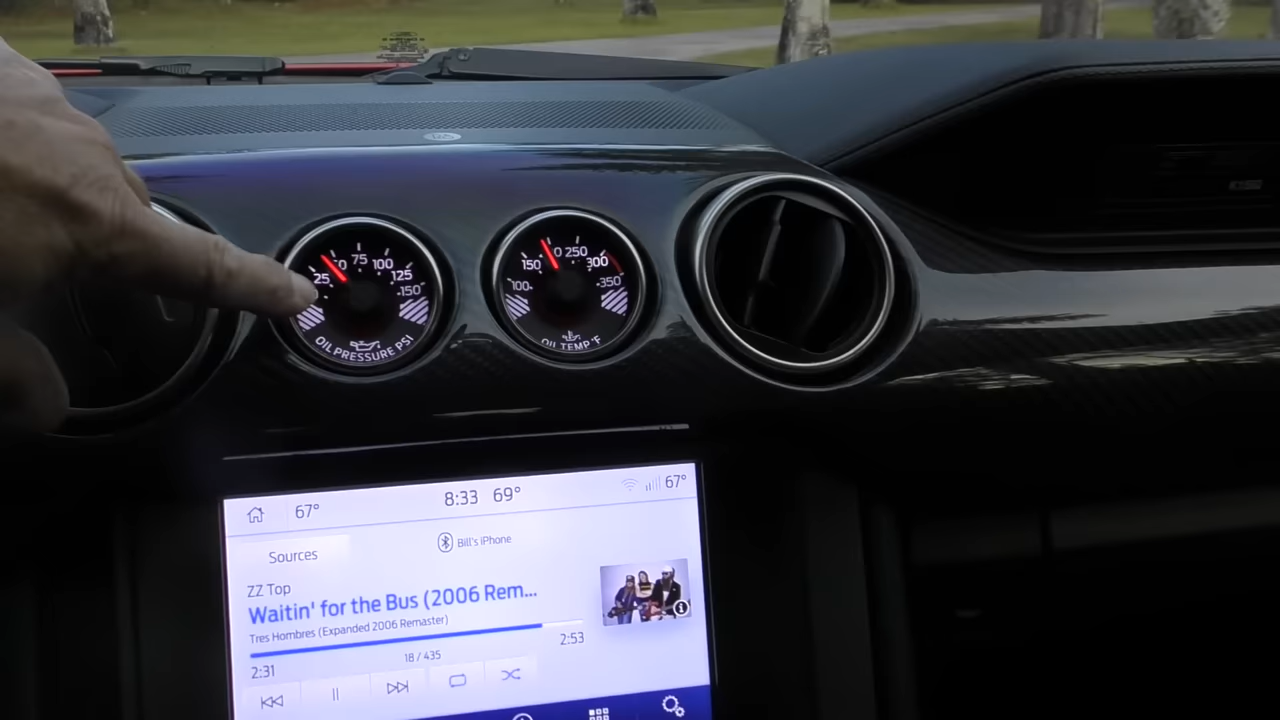 25 0 75 100 125 150
OIL PRESSURE PSI
100 150 0 250 300 350
OIL TEMP °F
67° 8:33 69° 67°
Sources
Bill's iPhone
ZZ Top
Waitin' for the Bus (2006 Rem...
Tres Hombres (Expanded 2006 Remaster)
2:31 18 / 435 2:53